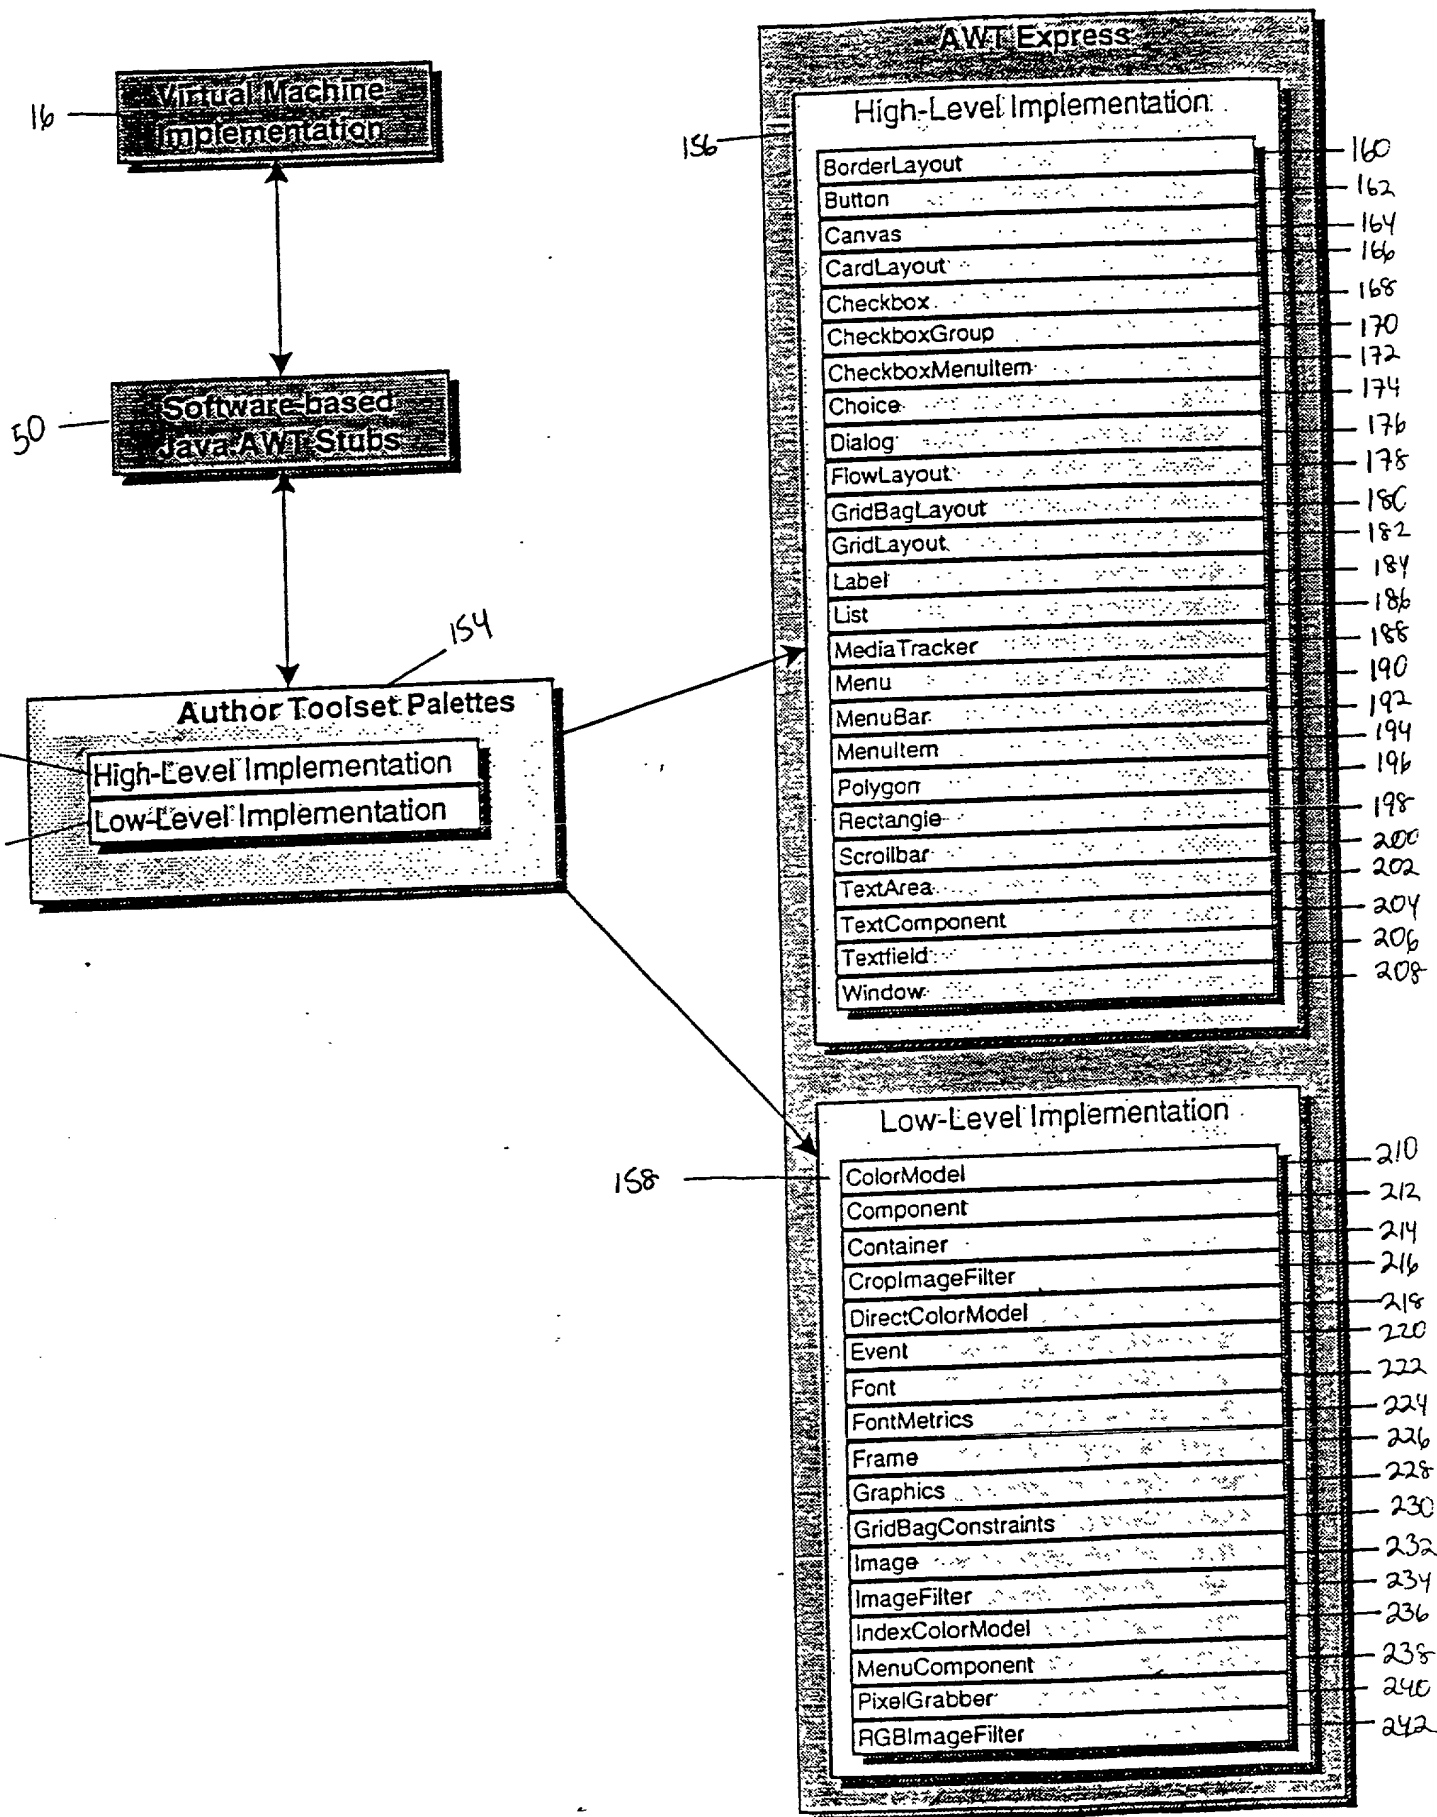 16
Virtual Machine
Implementation
50
Software-based
Java AWT Stubs
154
Author Toolset Palettes
High-Level Implementation
Low-Level Implementation
AWT Express
156
High-Level Implementation
BorderLayout 160
Button 162
Canvas 164
CardLayout 166
Checkbox 168
CheckboxGroup 170
CheckboxMenuItem 172
Choice 174
Dialog 176
FlowLayout 178
GridBagLayout 180
GridLayout 182
Label 184
List 186
MediaTracker 188
Menu 190
MenuBar 192
MenuItem 194
Polygon 196
Rectangle 198
Scrollbar 200
TextArea 202
TextComponent 204
Textfield 206
Window 208
158
Low-Level Implementation
ColorModel 210
Component 212
Container 214
CropImageFilter 216
DirectColorModel 218
Event 220
Font 222
FontMetrics 224
Frame 226
Graphics 228
GridBagConstraints 230
Image 232
ImageFilter 234
IndexColorModel 236
MenuComponent 238
PixelGrabber 240
RGBImageFilter 242